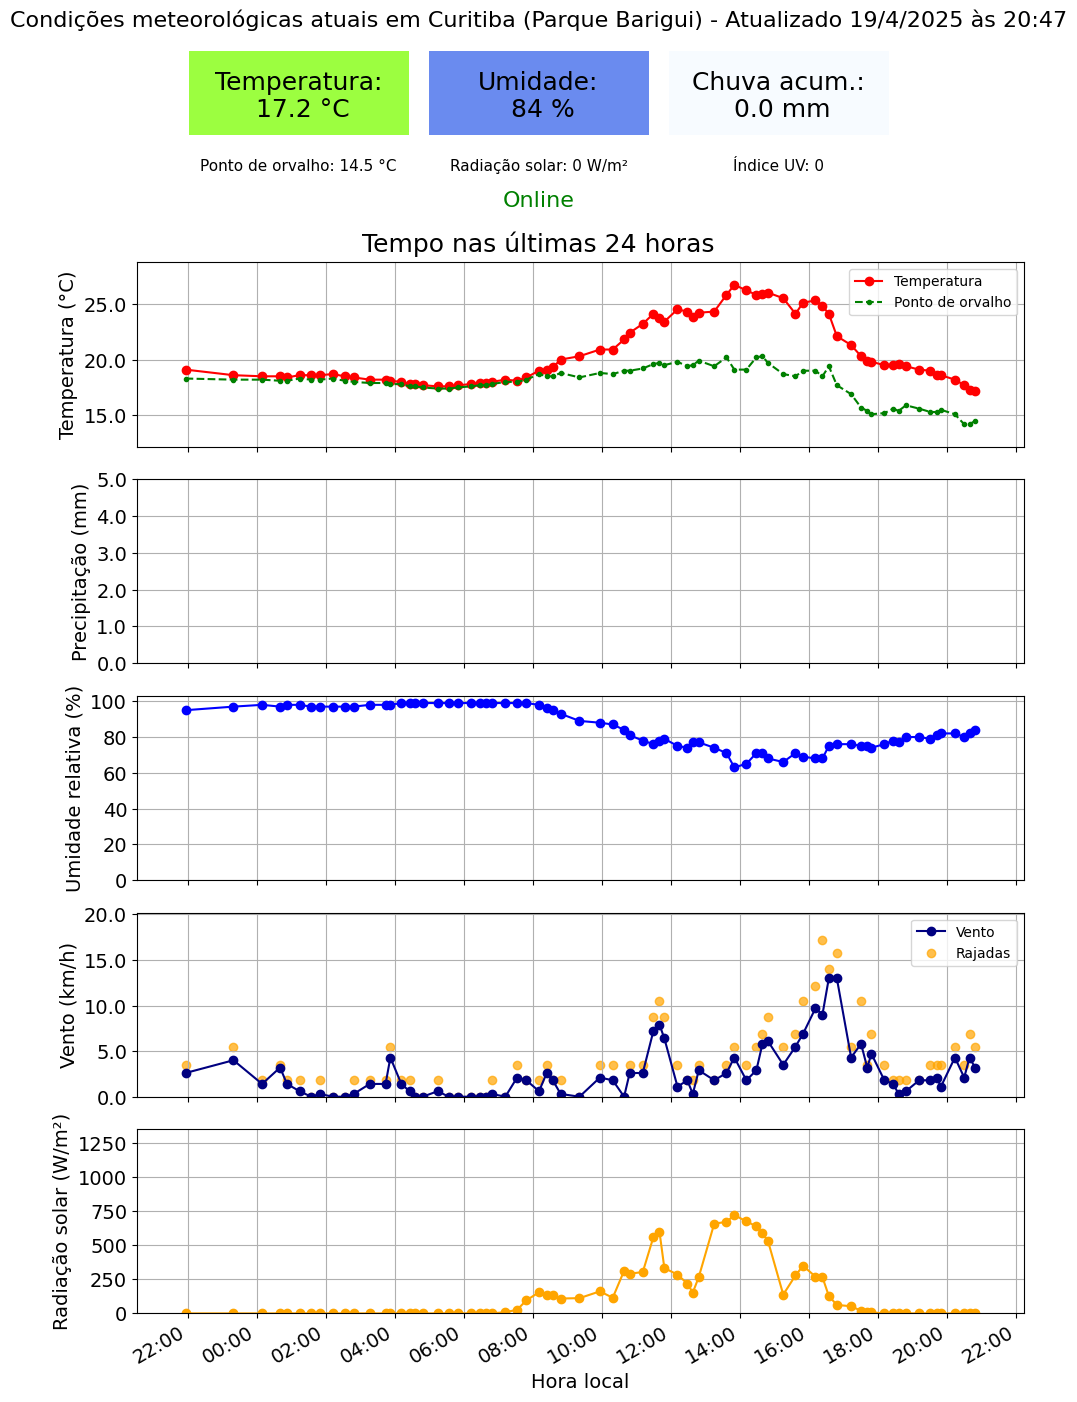 Condições meteorológicas atuais em Curitiba (Parque Barigui) - Atualizado 19/4/2025 às 20:47
Temperatura:
17.2 °C
Umidade:
84 %
Chuva acum.:
0.0 mm
Ponto de orvalho: 14.5 °C
Radiação solar: 0 W/m²
Índice UV: 0
Online
Tempo nas últimas 24 horas
Temperatura (°C)
25.0
20.0
15.0
Temperatura
Ponto de orvalho
Precipitação (mm)
5.0
4.0
3.0
2.0
1.0
0.0
Umidade relativa (%)
100
80
60
40
20
0
Vento (km/h)
20.0
15.0
10.0
5.0
0.0
Vento
Rajadas
Radiação solar (W/m²)
1250
1000
750
500
250
0
22:00
00:00
02:00
04:00
06:00
08:00
10:00
12:00
14:00
16:00
18:00
20:00
22:00
Hora local